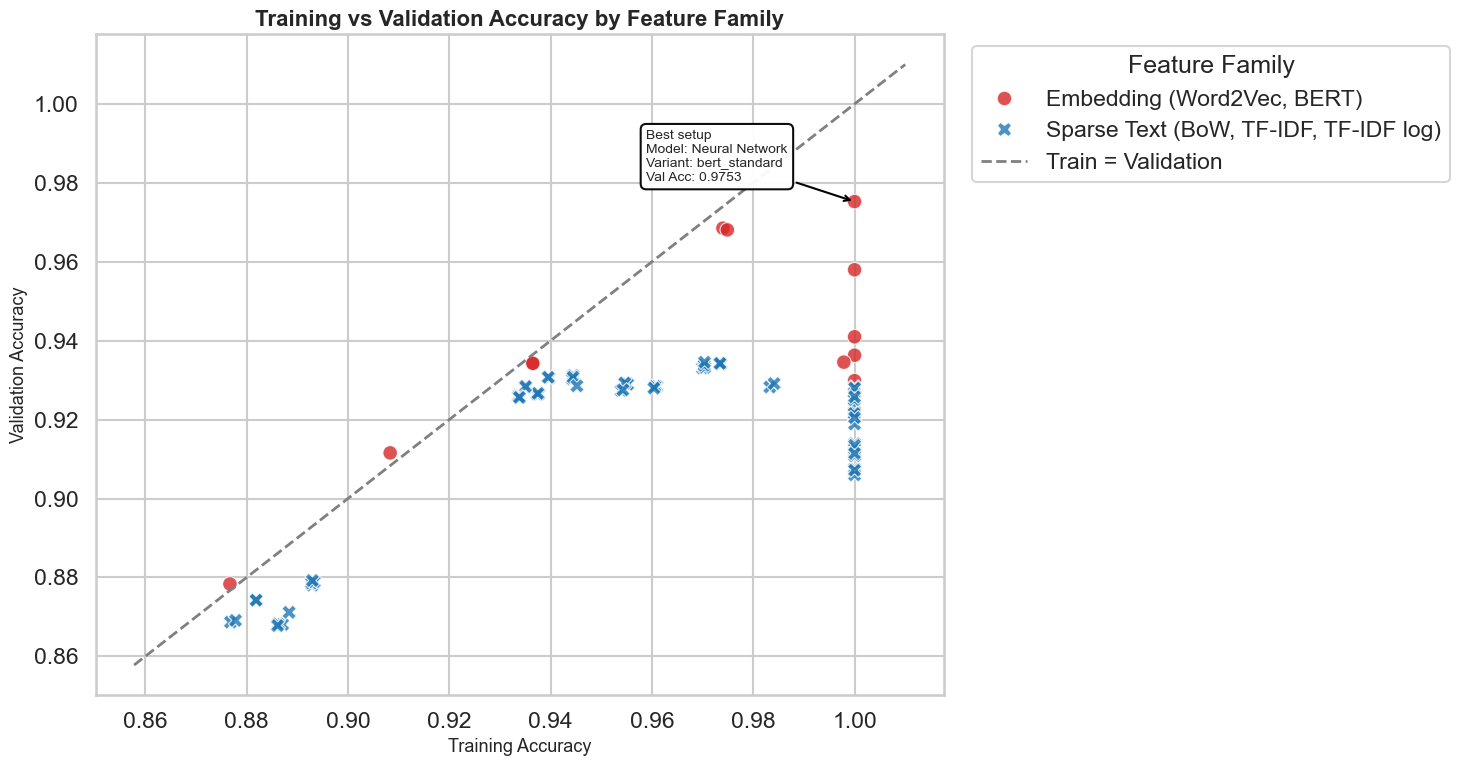 Training vs Validation Accuracy by Feature Family
Feature Family
Embedding (Word2Vec, BERT)
Sparse Text (BoW, TF-IDF, TF-IDF log)
Train = Validation
Best setup
Model: Neural Network
Variant: bert_standard
Val Acc: 0.9753
Validation Accuracy
1.00
0.98
0.96
0.94
0.92
0.90
0.88
0.86
0.86 0.88 0.90 0.92 0.94 0.96 0.98 1.00
Training Accuracy